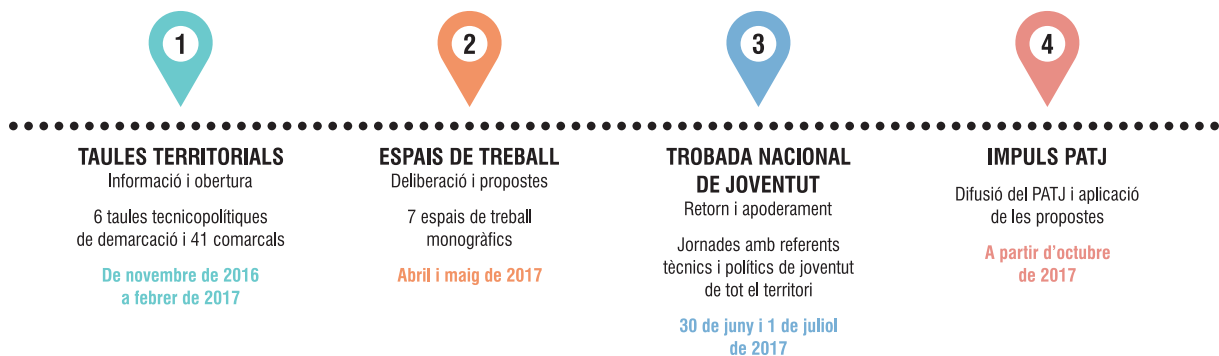 1
TAULES TERRITORIALS
Informació i obertura
6 taules tecnicopolítiques
de demarcació i 41 comarcals
De novembre de 2016
a febrer de 2017
2
ESPAIS DE TREBALL
Deliberació i propostes
7 espais de treball
monogràfics
Abril i maig de 2017
3
TROBADA NACIONAL
DE JOVENTUT
Retorn i apoderament
Jornades amb referents
tècnics i polítics de joventut
de tot el territori
30 de juny i 1 de juliol
de 2017
4
IMPULS PATJ
Difusió del PATJ i aplicació
de les propostes
A partir d’octubre
de 2017